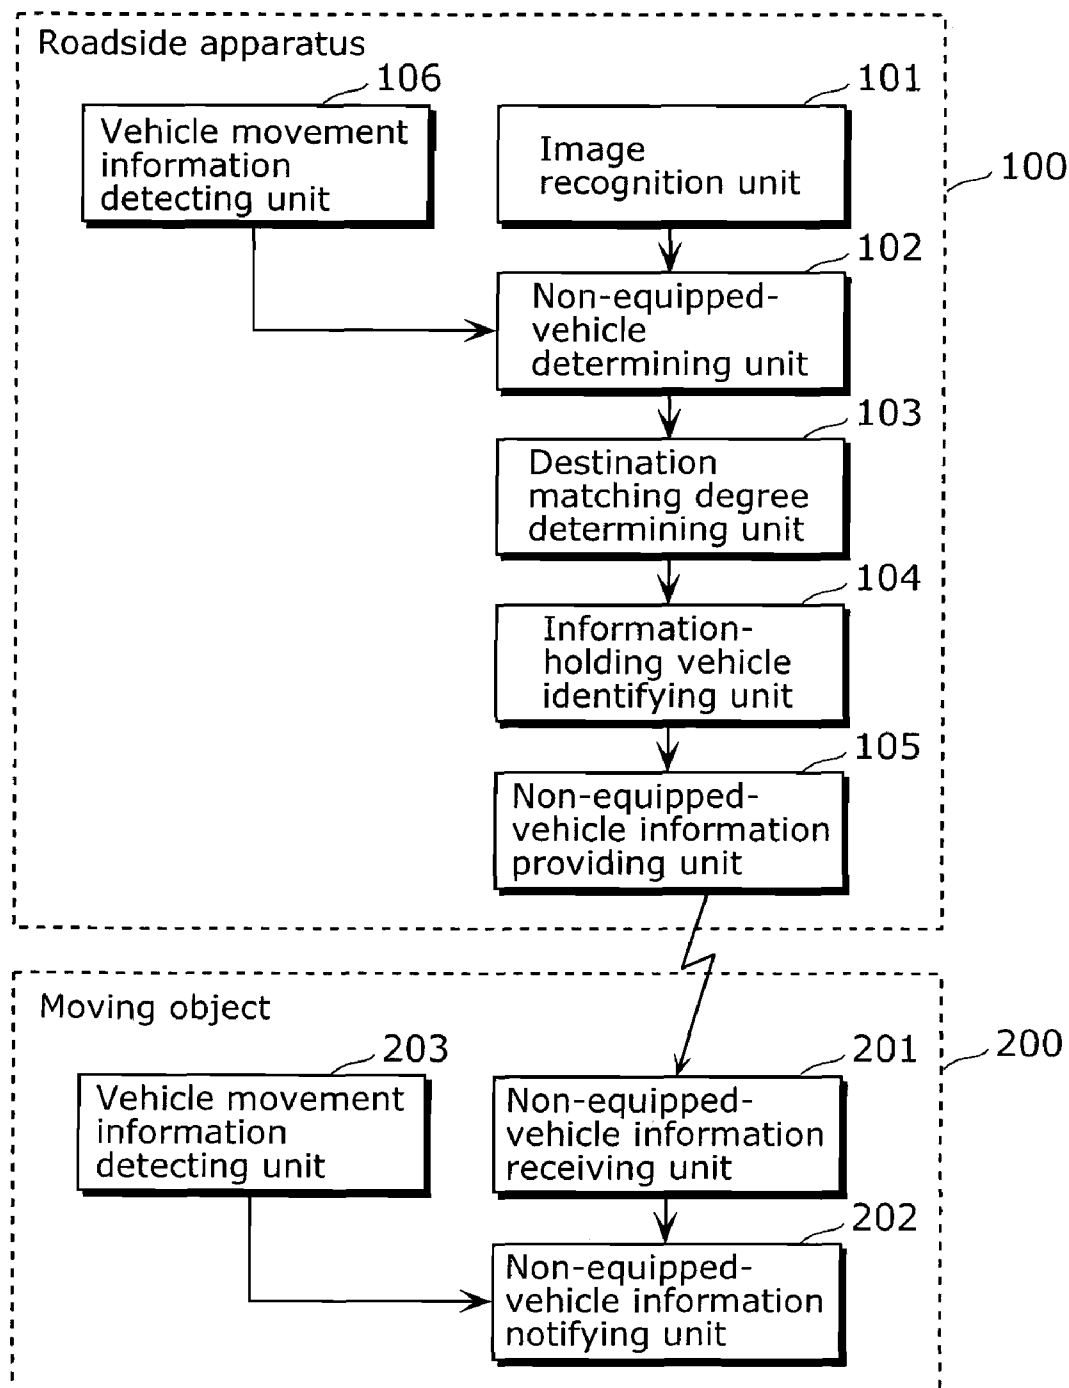 Roadside apparatus
106
Vehicle movement
information
detecting unit
101
Image
recognition unit
100
102
Non-equipped-
vehicle
determining unit
103
Destination
matching degree
determining unit
104
Information-
holding vehicle
identifying unit
105
Non-equipped-
vehicle information
providing unit
Moving object
200
203
Vehicle movement
information
detecting unit
201
Non-equipped-
vehicle information
receiving unit
202
Non-equipped-
vehicle information
notifying unit